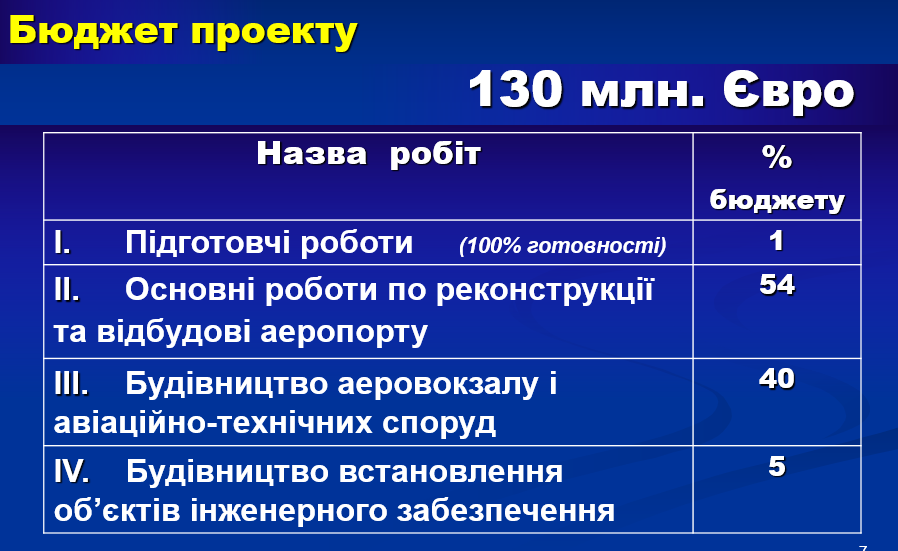 Бюджет проекту
130 млн. Євро
Назва робіт
%
бюджету
I. Підготовчі роботи (100% готовності)
1
II. Основні роботи по реконструкції
та відбудові аеропорту
54
III. Будівництво аеровокзалу і
авіаційно-технічних споруд
40
IV. Будівництво встановлення
об’єктів інженерного забезпечення
5
7